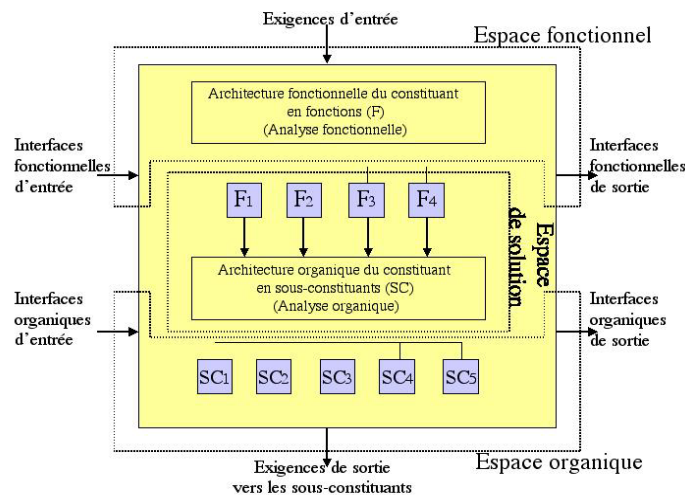 Exigences d'entrée
Espace fonctionnel
Architecture fonctionnelle du constituant
en fonctions (F)
(Analyse fonctionnelle)
Interfaces
fonctionnelles
d'entrée
Interfaces
fonctionnelles
de sortie
F1
F2
F3
F4
Espace
de solution
Architecture organique du constituant
en sous-constituants (SC)
(Analyse organique)
Interfaces
organiques
d'entrée
Interfaces
organiques
de sortie
SC1
SC2
SC3
SC4
SC5
Espace organique
Exigences de sortie
vers les sous-constituants